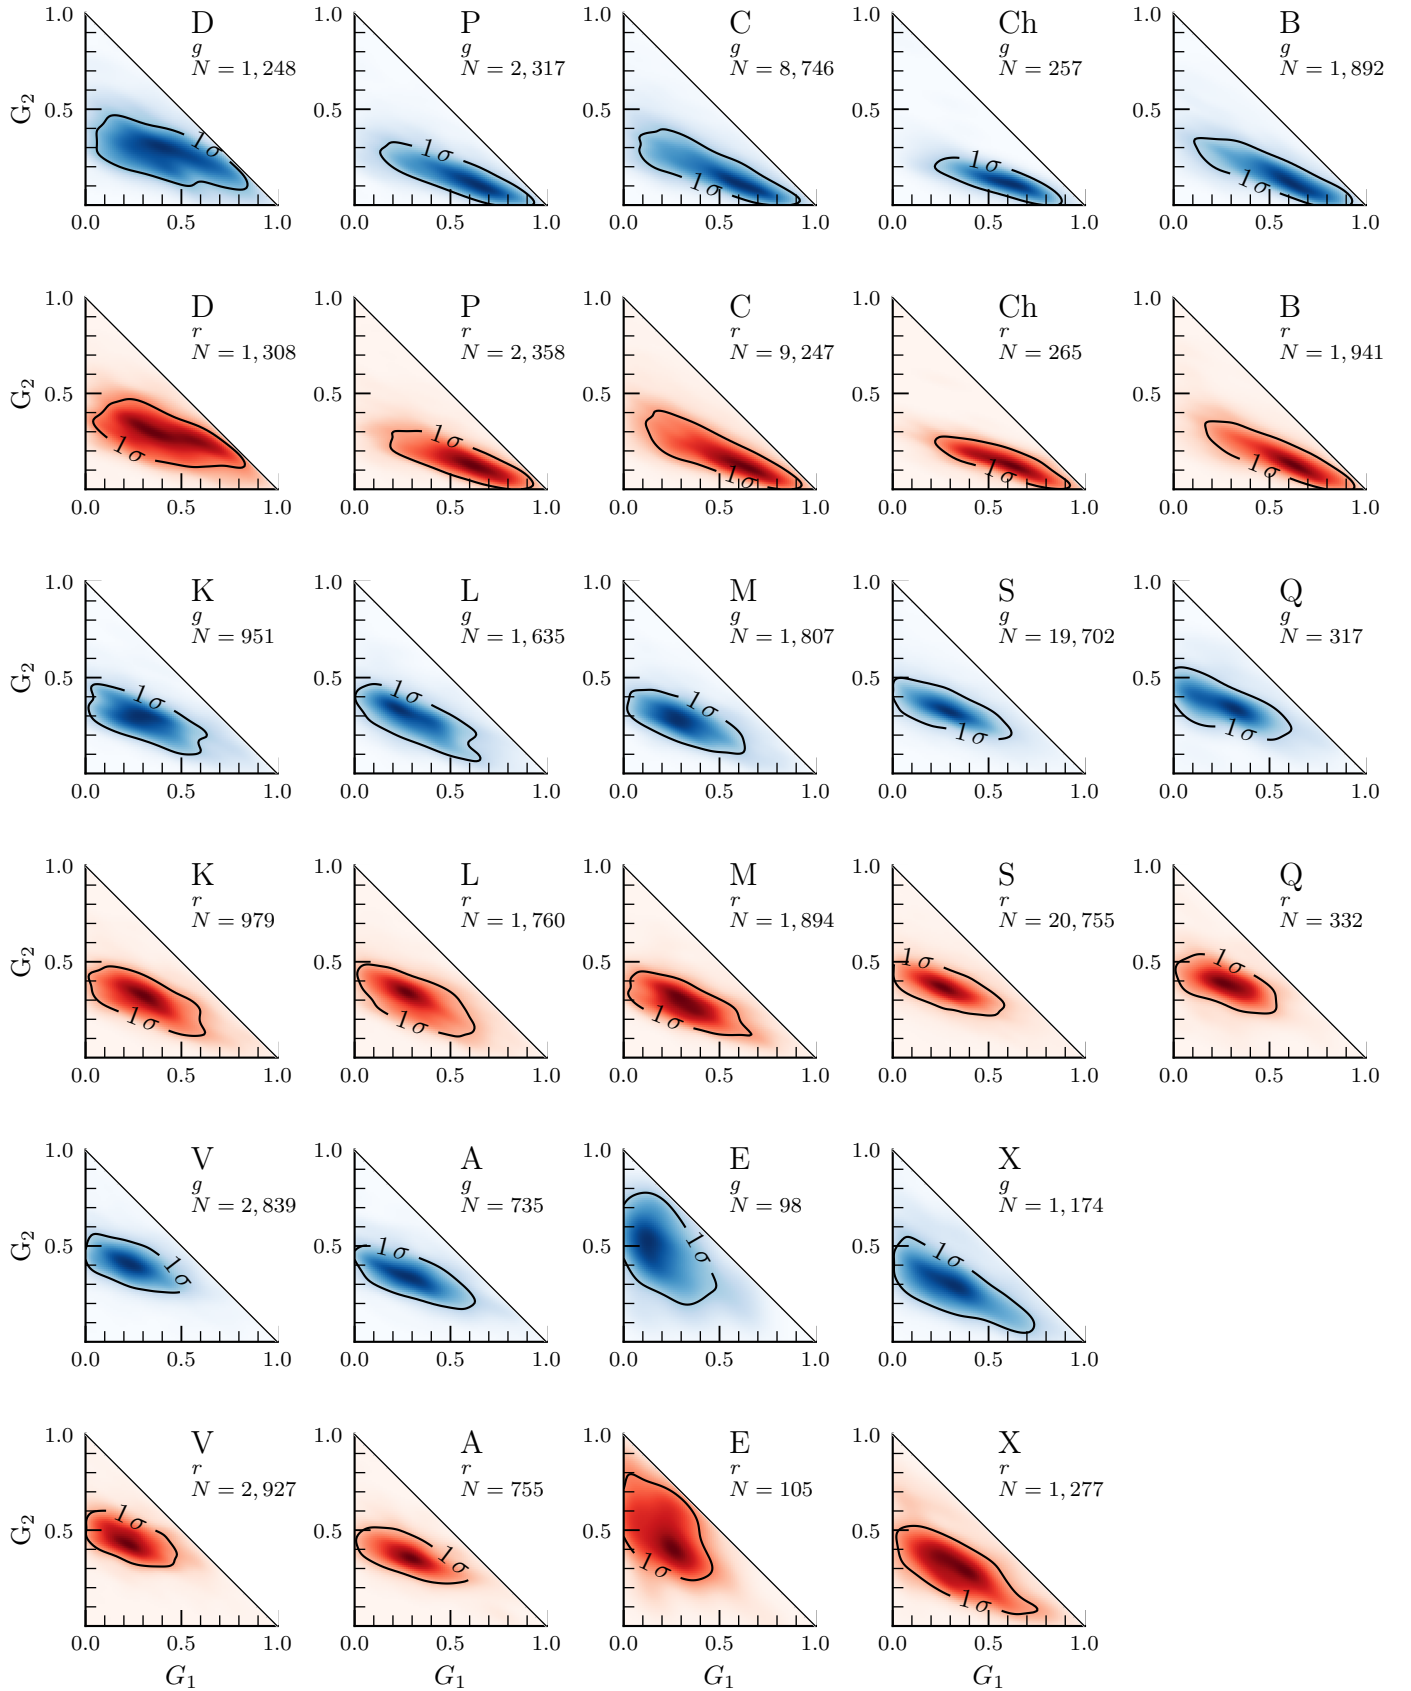 D
g
N = 1,248
G2
1.0
0.5
1σ
0.0 0.5 1.0
P
g
N = 2,317
1.0
0.5
1σ
0.0 0.5 1.0
C
g
N = 8,746
1.0
0.5
1σ
0.0 0.5 1.0
Ch
g
N = 257
1.0
0.5
1σ
0.0 0.5 1.0
B
g
N = 1,892
1.0
0.5
1σ
0.0 0.5 1.0
D
r
N = 1,308
G2
1.0
0.5
1σ
0.0 0.5 1.0
P
r
N = 2,358
1.0
0.5
1σ
0.0 0.5 1.0
C
r
N = 9,247
1.0
0.5
1σ
0.0 0.5 1.0
Ch
r
N = 265
1.0
0.5
1σ
0.0 0.5 1.0
B
r
N = 1,941
1.0
0.5
1σ
0.0 0.5 1.0
K
g
N = 951
G2
1.0
0.5
1σ
0.0 0.5 1.0
L
g
N = 1,635
1.0
0.5
1σ
0.0 0.5 1.0
M
g
N = 1,807
1.0
0.5
1σ
0.0 0.5 1.0
S
g
N = 19,702
1.0
0.5
1σ
0.0 0.5 1.0
Q
g
N = 317
1.0
0.5
1σ
0.0 0.5 1.0
K
r
N = 979
G2
1.0
0.5
1σ
0.0 0.5 1.0
L
r
N = 1,760
1.0
0.5
1σ
0.0 0.5 1.0
M
r
N = 1,894
1.0
0.5
1σ
0.0 0.5 1.0
S
r
N = 20,755
1.0
0.5
1σ
0.0 0.5 1.0
Q
r
N = 332
1.0
0.5
1σ
0.0 0.5 1.0
V
g
N = 2,839
G2
1.0
0.5
1σ
0.0 0.5 1.0
A
g
N = 735
1.0
0.5
1σ
0.0 0.5 1.0
E
g
N = 98
1.0
0.5
1σ
0.0 0.5 1.0
X
g
N = 1,174
1.0
0.5
1σ
0.0 0.5 1.0
V
r
N = 2,927
G2
1.0
0.5
1σ
0.0 0.5 1.0
G1
A
r
N = 755
1.0
0.5
1σ
0.0 0.5 1.0
G1
E
r
N = 105
1.0
0.5
1σ
0.0 0.5 1.0
G1
X
r
N = 1,277
1.0
0.5
1σ
0.0 0.5 1.0
G1